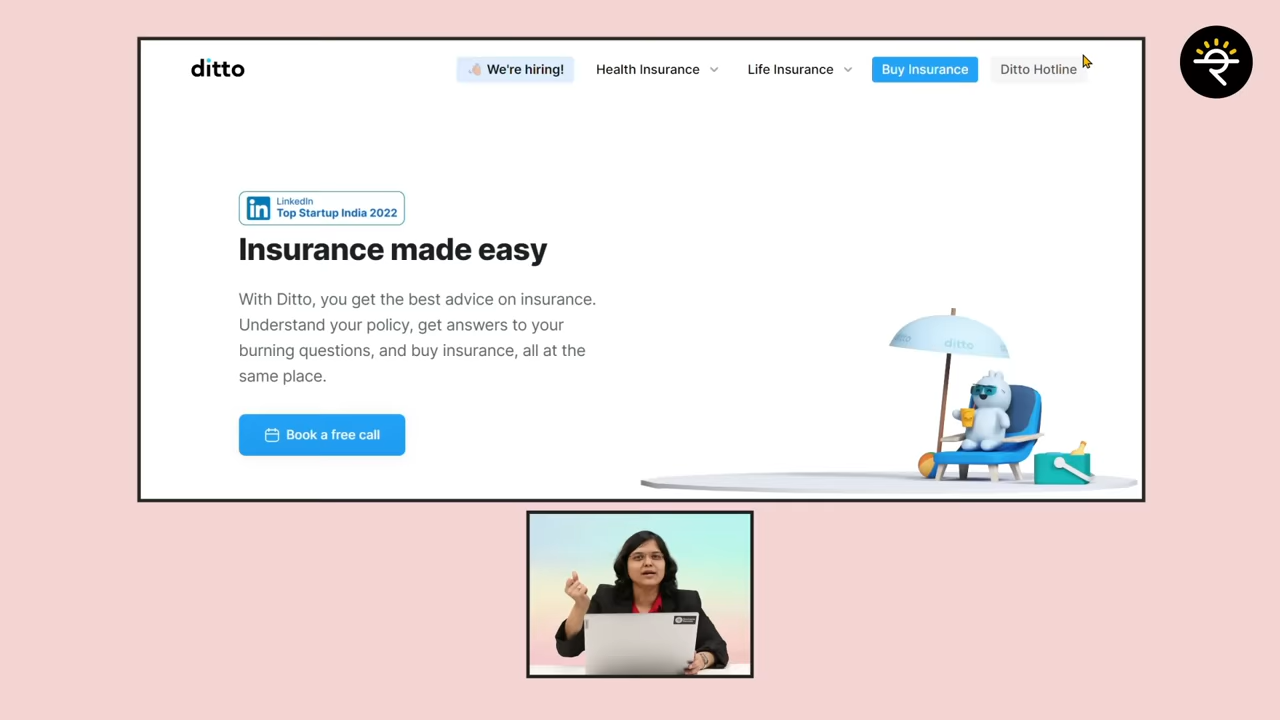 ditto
We're hiring!
Health Insurance
Life Insurance
Buy Insurance
Ditto Hotline
LinkedIn
in
Top Startup India 2022
Insurance made easy
With Ditto, you get the best advice on insurance.
Understand your policy, get answers to your
burning questions, and buy insurance, all at the
same place.
Book a free call
ditto